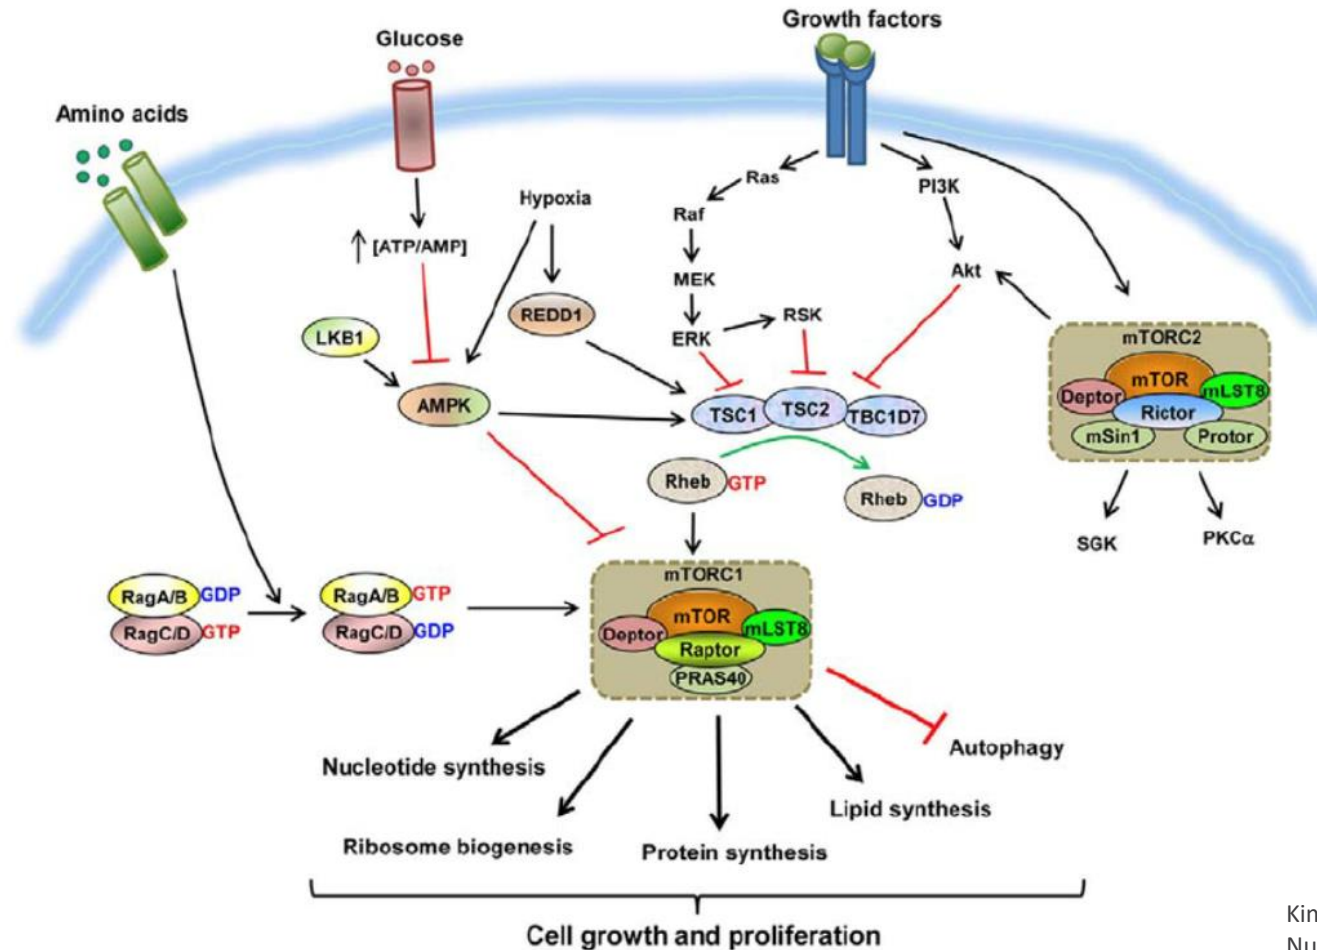 Growth factors
Glucose
Amino acids
Ras
PI3K
Hypoxia
Raf
[ATP/AMP]
Akt
MEK
REDD1
RSK
LKB1
ERK
mTORC2
mTOR
mLST8
Deptor
Rictor
mSin1
Protor
AMPK
TSC1
TSC2
TBC1D7
Rheb GTP
Rheb GDP
SGK
PKCα
mTORC1
RagA/B GDP
RagC/D GTP
RagA/B GTP
RagC/D GDP
mTOR
mLST8
Deptor
Raptor
PRAS40
Autophagy
Nucleotide synthesis
Lipid synthesis
Ribosome biogenesis
Protein synthesis
Cell growth and proliferation